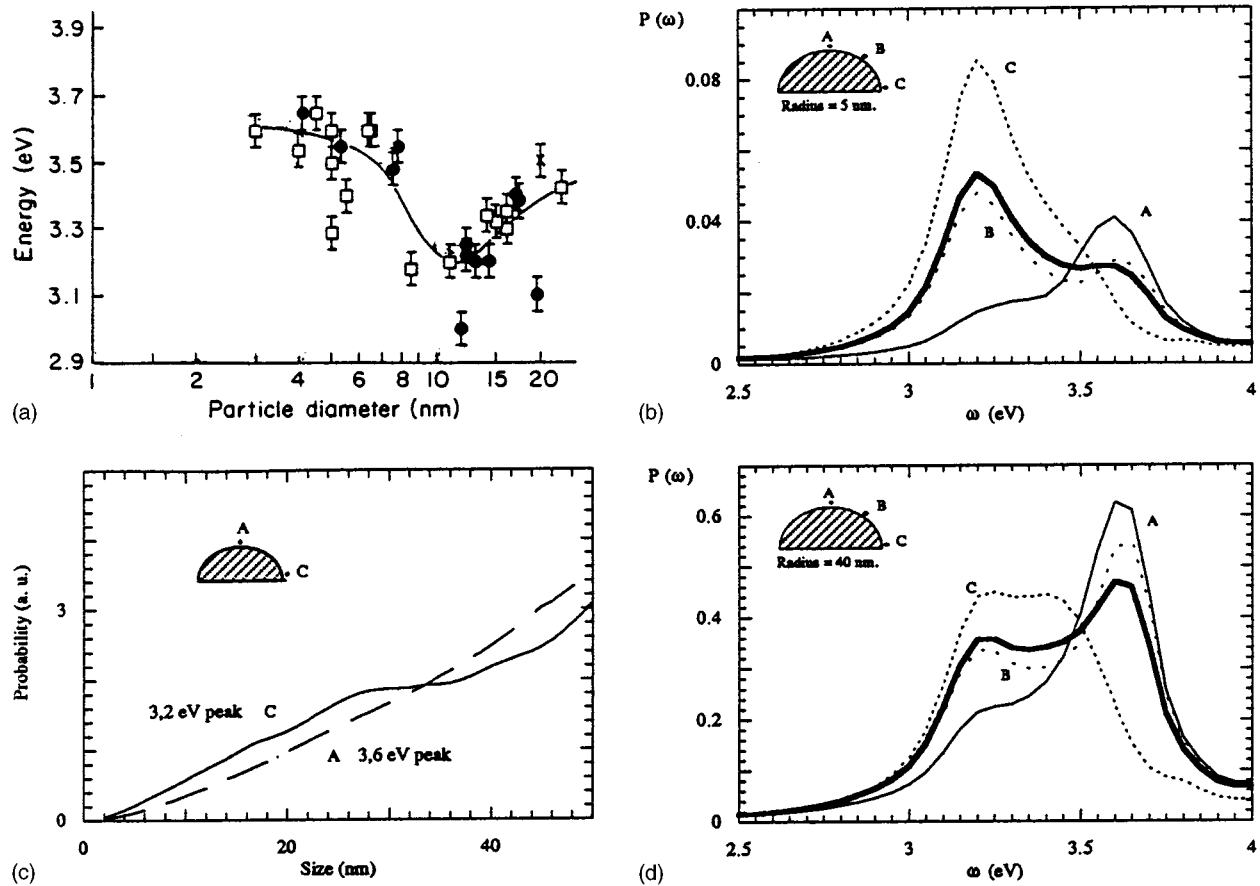 3.9
3.7
3.5
3.3
3.1
2.9
Energy (eV)
1 2 4 6 8 10 15 20
Particle diameter (nm)
(a)
P (ω)
A
B
C
Radius = 5 nm.
C
A
B
0.08
0.04
0
2.5 3 3.5 4
ω (eV)
(b)
Probability (a. u.)
3
0
A
C
3,2 eV peak C
A 3,6 eV peak
0 20 40
Size (nm)
(c)
P (ω)
A
B
C
Radius = 40 nm.
A
C
B
0.6
0.4
0.2
0
2.5 3 3.5 4
ω (eV)
(d)